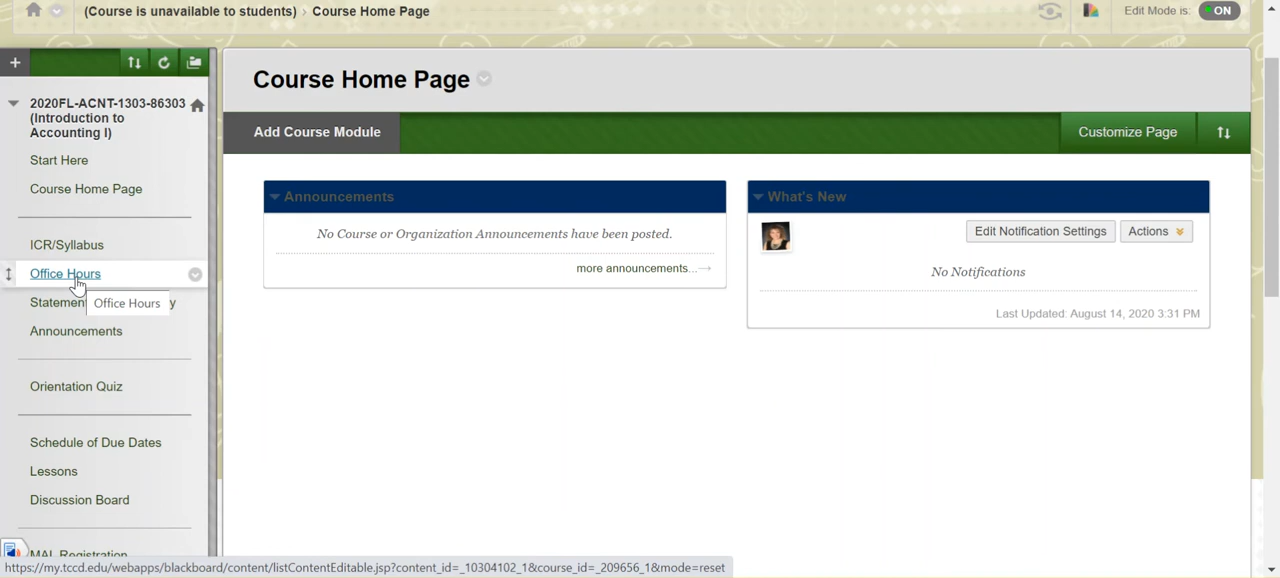 (Course is unavailable to students) › Course Home Page
Edit Mode is:
ON
Course Home Page
2020FL-ACNT-1303-86303
(Introduction to
Accounting I)
Start Here
Course Home Page
ICR/Syllabus
Office Hours
Statemen
y
Office Hours
Announcements
Orientation Quiz
Schedule of Due Dates
Lessons
Discussion Board
MAL Registration
Add Course Module
Customize Page
Announcements
No Course or Organization Announcements have been posted.
more announcements...→
What's New
Edit Notification Settings
Actions
No Notifications
Last Updated: August 14, 2020 3:31 PM
https://my.tccd.edu/webapps/blackboard/content/listContentEditable.jsp?content_id=_10304102_1&course_id=_209656_1&mode=reset